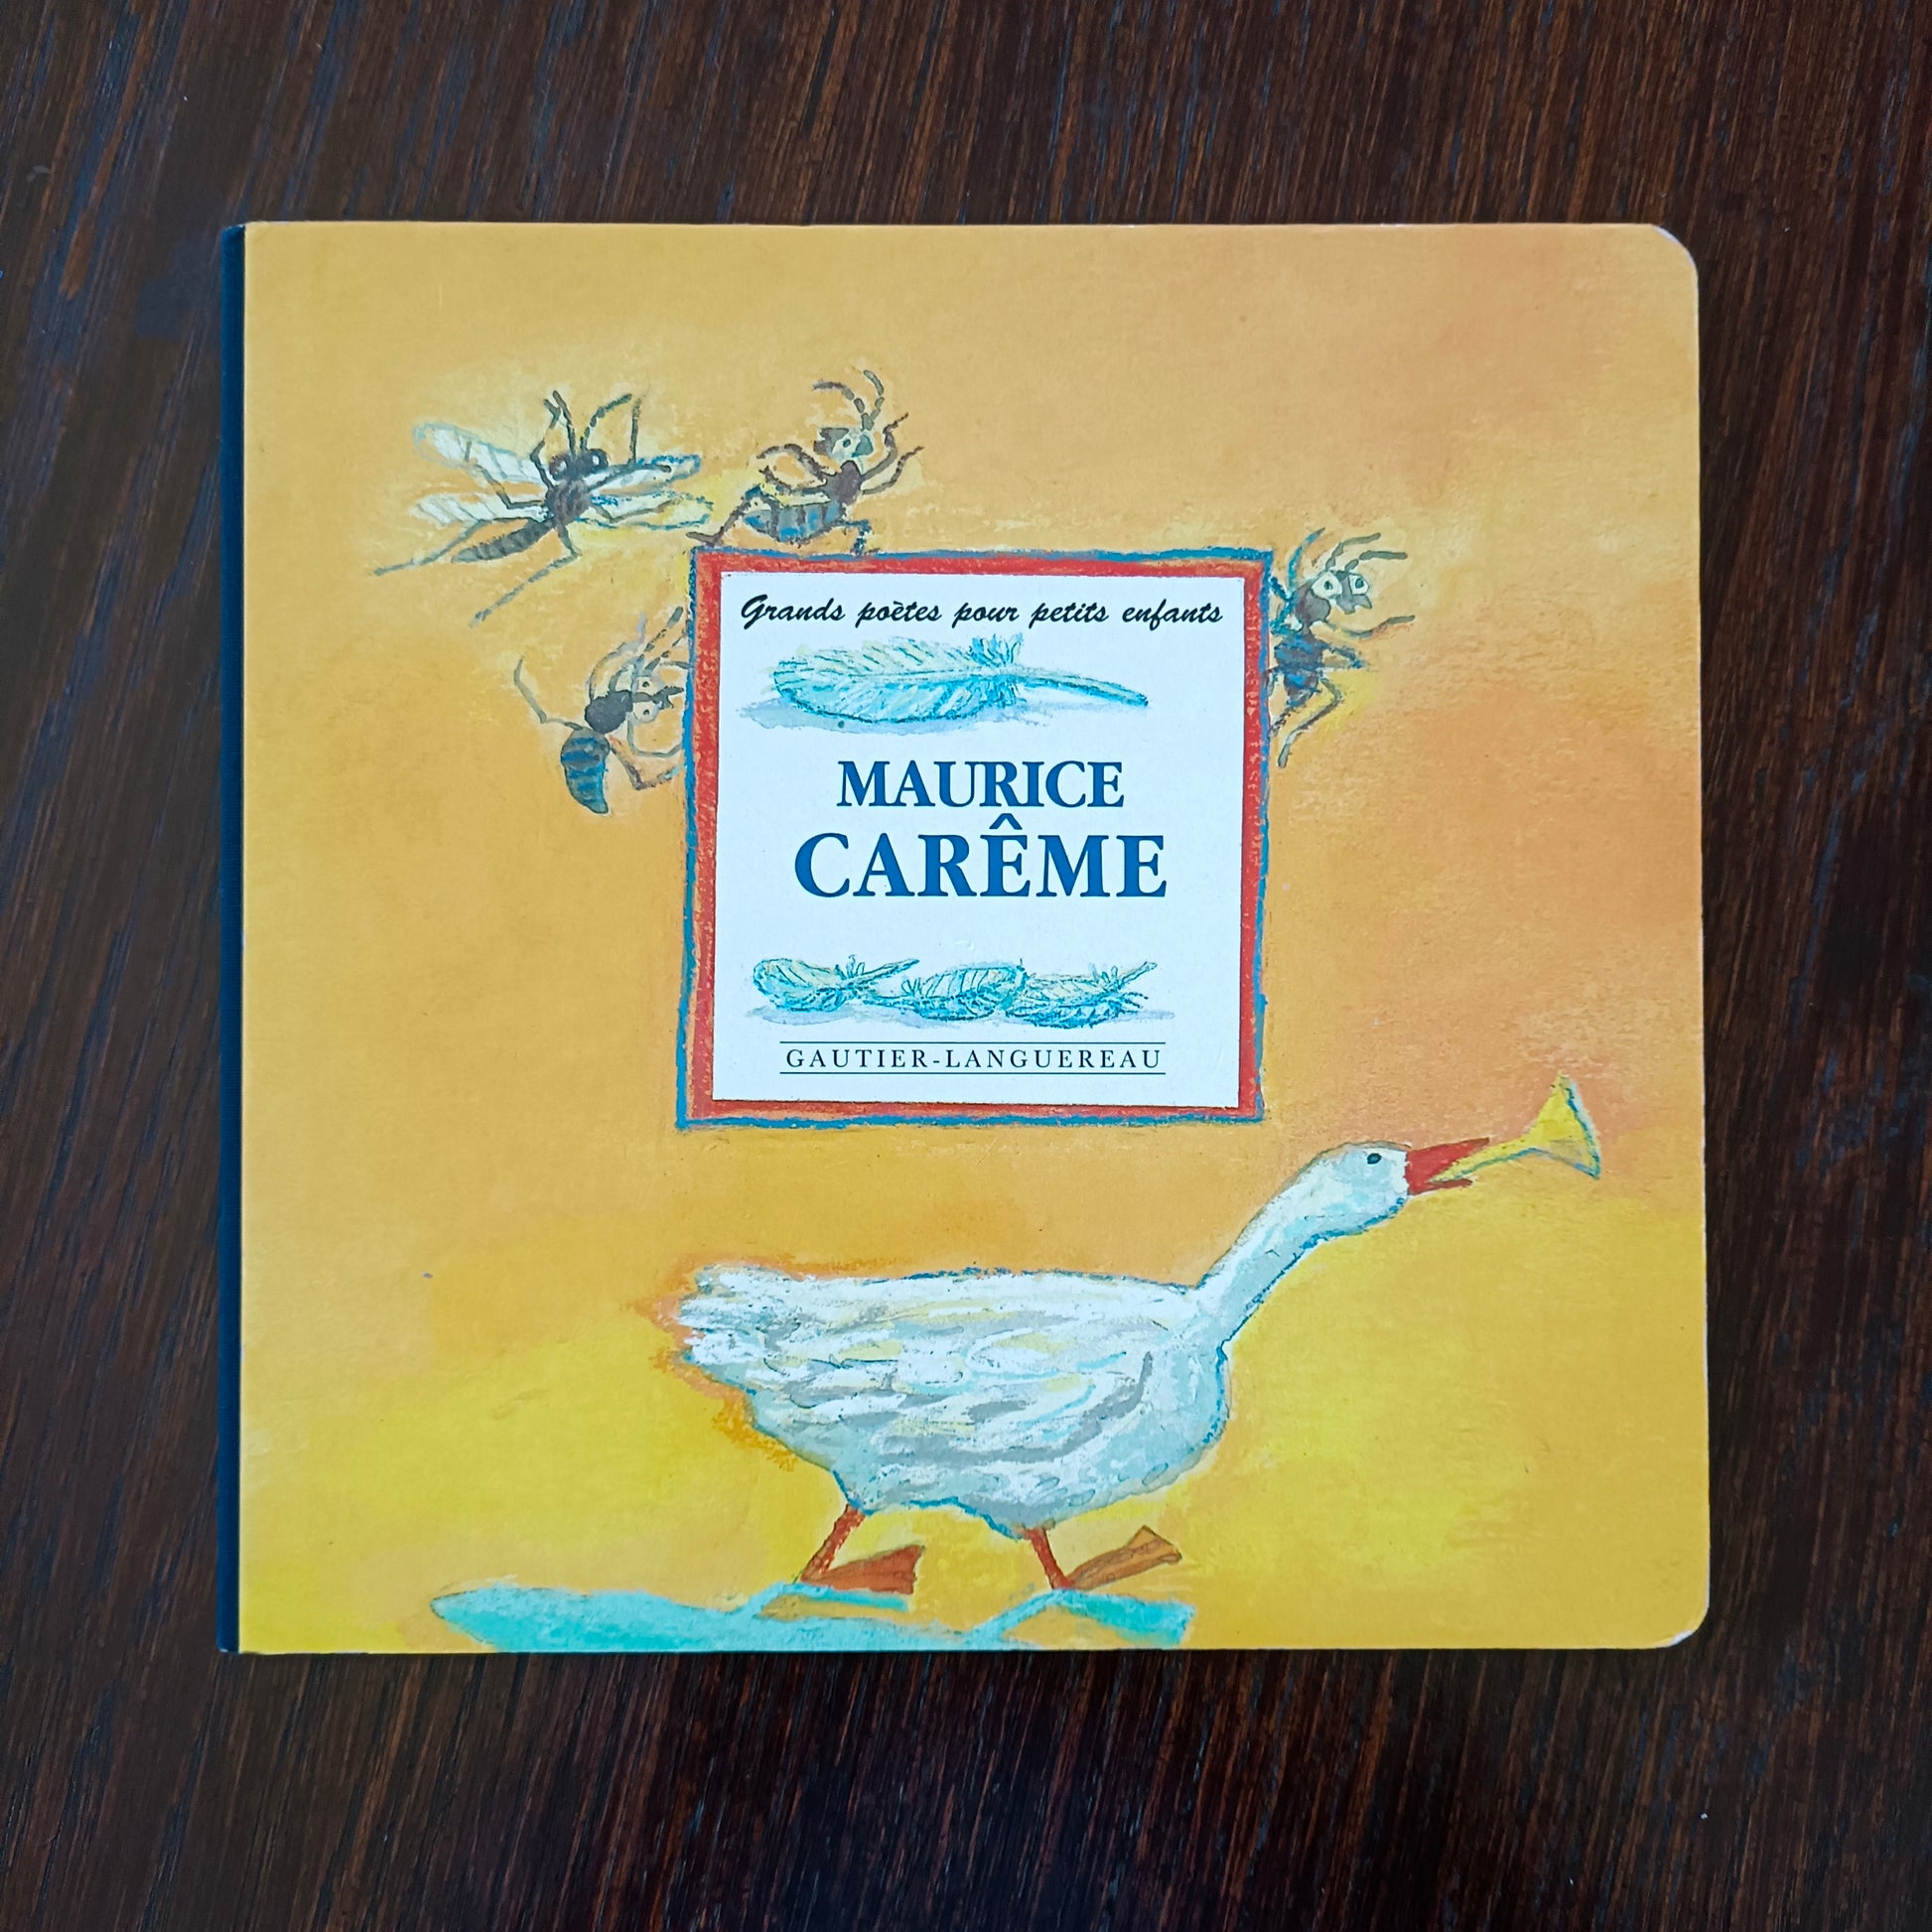 Grands poètes pour petits enfants
MAURICE
CARÊME
GAUTIER-LANGUEREAU